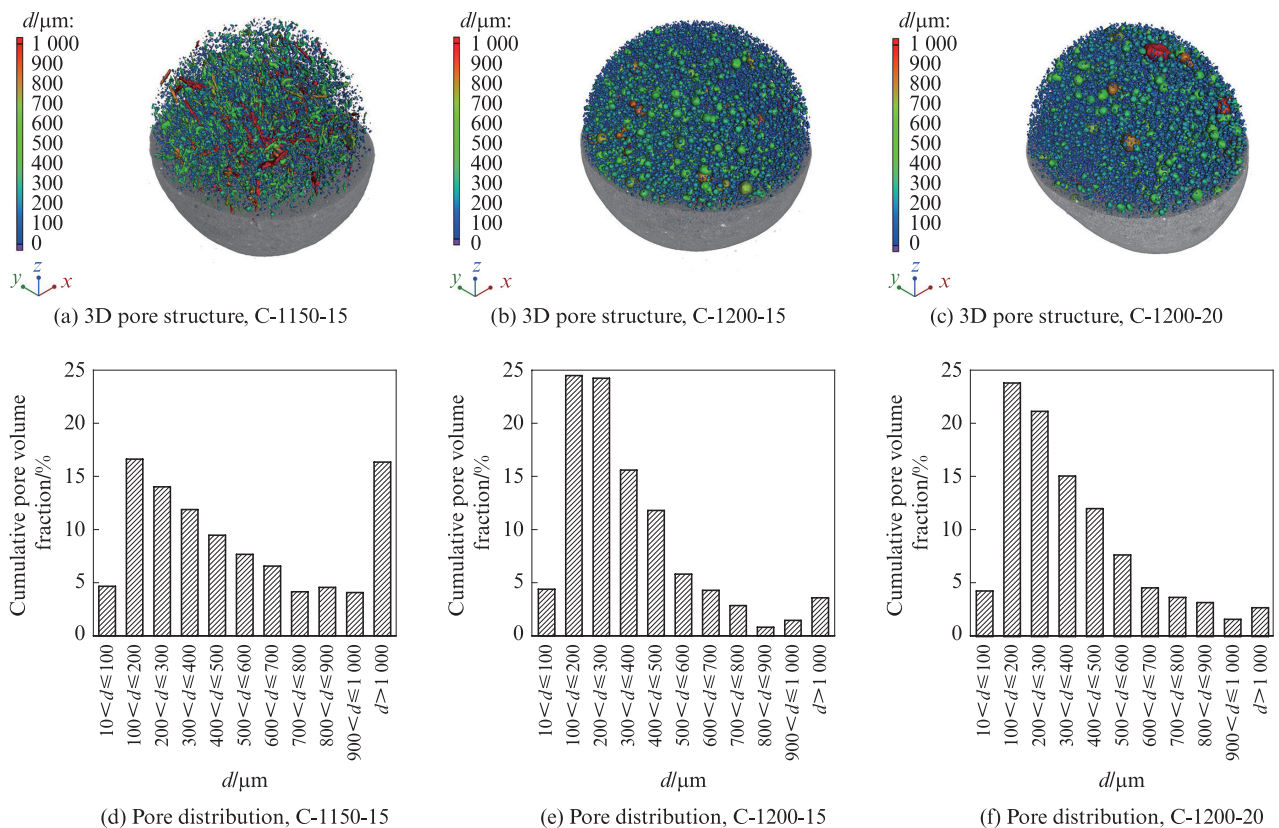 d/μm:
1 000
900
800
700
600
500
400
300
200
100
0
z
y
x
(a) 3D pore structure, C-1150-15
d/μm:
1 000
900
800
700
600
500
400
300
200
100
0
z
y
x
(b) 3D pore structure, C-1200-15
d/μm:
1 000
900
800
700
600
500
400
300
200
100
0
z
y
x
(c) 3D pore structure, C-1200-20
Cumulative pore volume
fraction/%
25
20
15
10
5
0
10<d≤100
100<d≤200
200<d≤300
300<d≤400
400<d≤500
500<d≤600
600<d≤700
700<d≤800
800<d≤900
900<d≤1 000
d>1 000
d/μm
(d) Pore distribution, C-1150-15
Cumulative pore volume
fraction/%
25
20
15
10
5
0
10<d≤100
100<d≤200
200<d≤300
300<d≤400
400<d≤500
500<d≤600
600<d≤700
700<d≤800
800<d≤900
900<d≤1 000
d>1 000
d/μm
(e) Pore distribution, C-1200-15
Cumulative pore volume
fraction/%
25
20
15
10
5
0
10<d≤100
100<d≤200
200<d≤300
300<d≤400
400<d≤500
500<d≤600
600<d≤700
700<d≤800
800<d≤900
900<d≤1 000
d>1 000
d/μm
(f) Pore distribution, C-1200-20